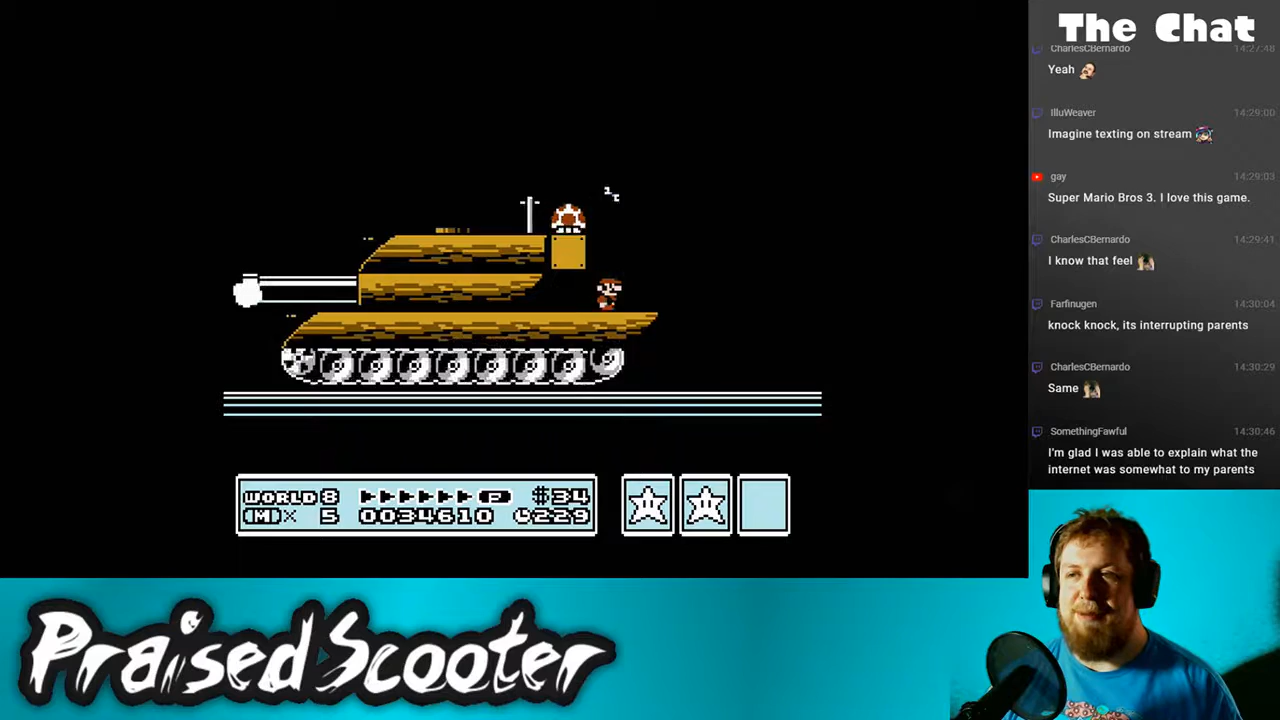 The Chat
CharlesCBernardo 14:27:48
Yeah
IlluWeaver 14:29:00
Imagine texting on stream
gay 14:29:03
Super Mario Bros 3. I love this game.
CharlesCBernardo 14:29:41
I know that feel
Farfinugen 14:30:04
knock knock, its interrupting parents
CharlesCBernardo 14:30:29
Same
SomethingFawful 14:30:46
I'm glad I was able to explain what the
internet was somewhat to my parents
WORLD 8 P $34
M x 5 0034610 229
PraisedScooter